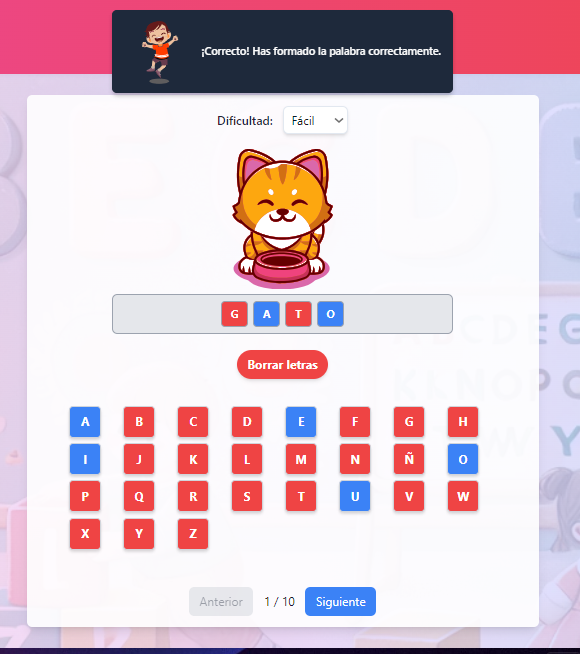 ¡Correcto! Has formado la palabra correctamente.
Dificultad: Fácil
G A T O
Borrar letras
A B C D E F G H
I J K L M N Ñ O
P Q R S T U V W
X Y Z
Anterior 1 / 10 Siguiente